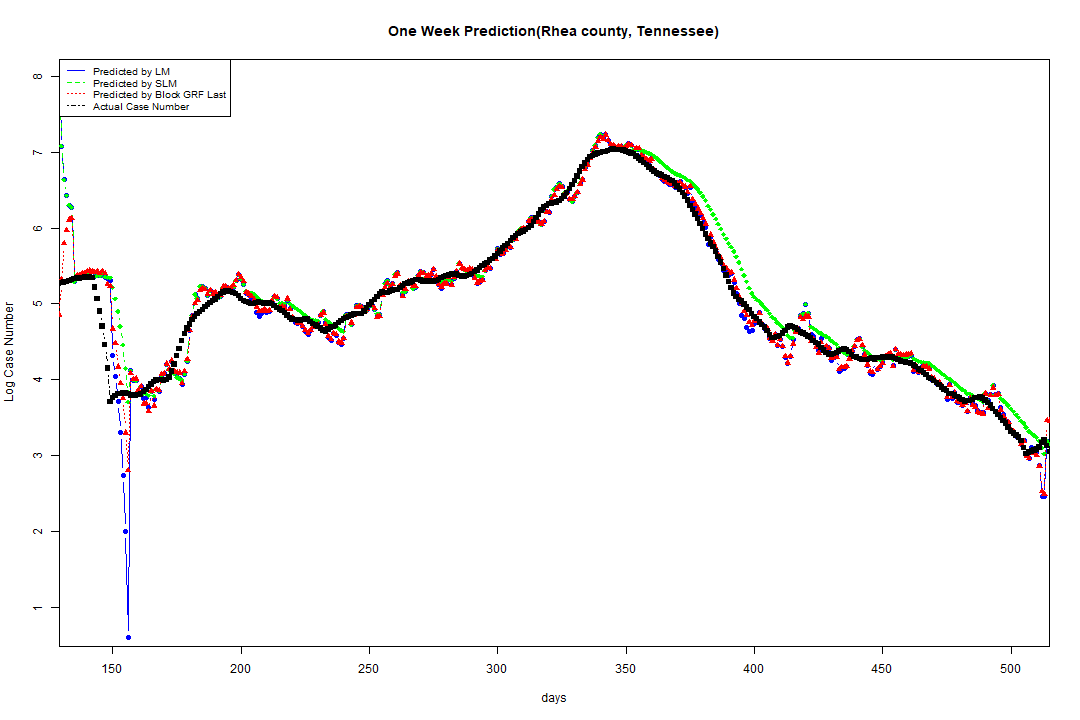 One Week Prediction(Rhea county, Tennessee)
Predicted by LM
Predicted by SLM
Predicted by Block GRF Last
Actual Case Number
8
7
6
5
4
3
2
1
Log Case Number
150 200 250 300 350 400 450 500
days